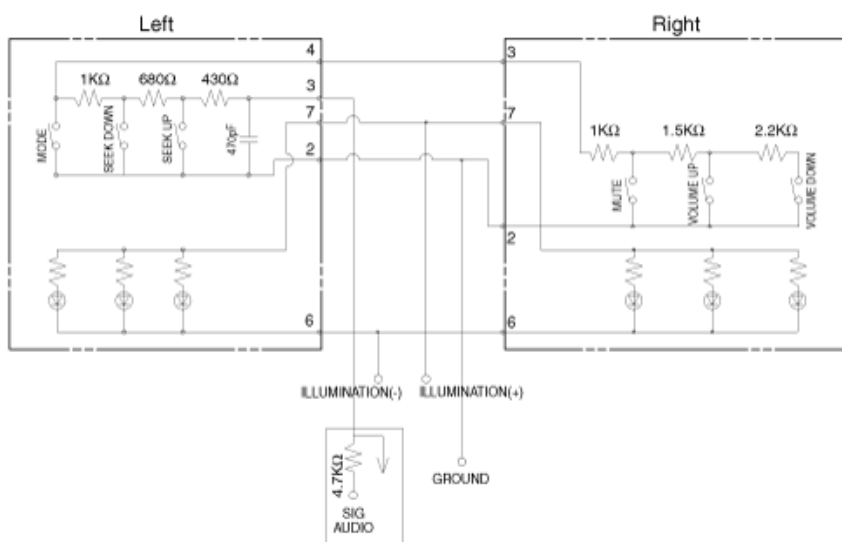 Left
Right
4
3
1KΩ
680Ω
430Ω
3
7
7
MODE
SEEK DOWN
SEEK UP
470pF
2
1KΩ
1.5KΩ
2.2KΩ
MUTE
VOLUME UP
VOLUME DOWN
2
6
6
ILLUMINATION(-)
ILLUMINATION(+)
4.7KΩ
GROUND
SIG
AUDIO